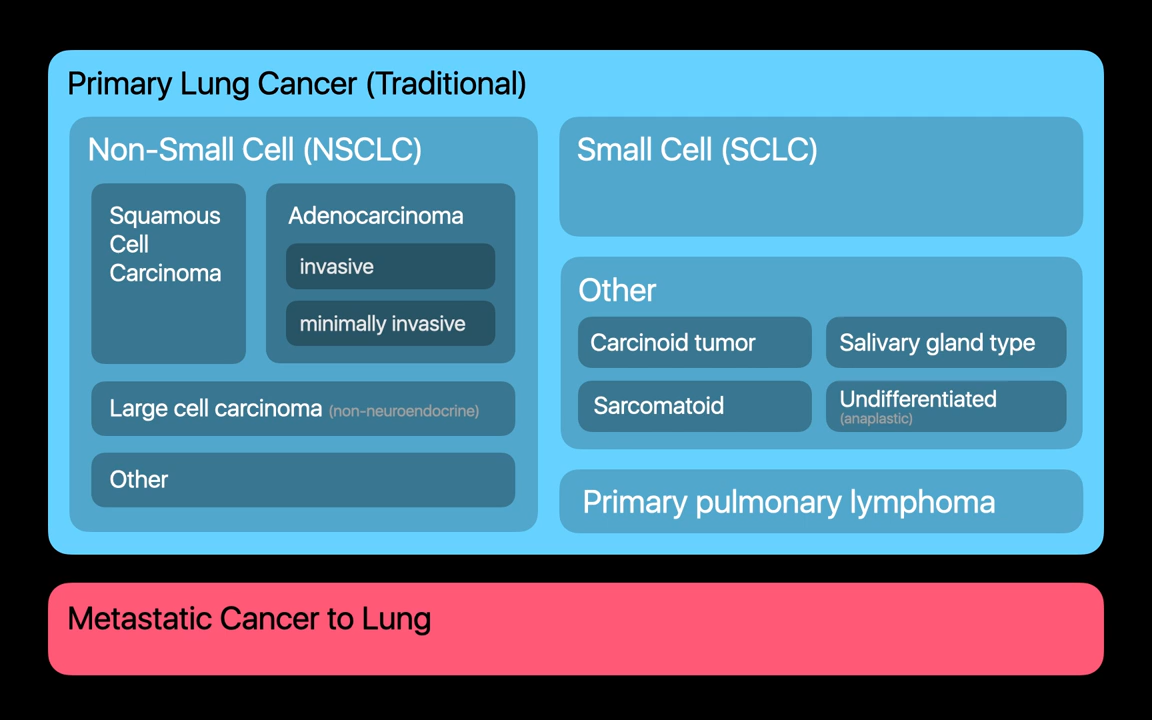 Primary Lung Cancer (Traditional)
Non-Small Cell (NSCLC)
Squamous
Cell
Carcinoma
Adenocarcinoma
invasive
minimally invasive
Large cell carcinoma (non-neuroendocrine)
Other
Small Cell (SCLC)
Other
Carcinoid tumor
Salivary gland type
Sarcomatoid
Undifferentiated
(anaplastic)
Primary pulmonary lymphoma
Metastatic Cancer to Lung